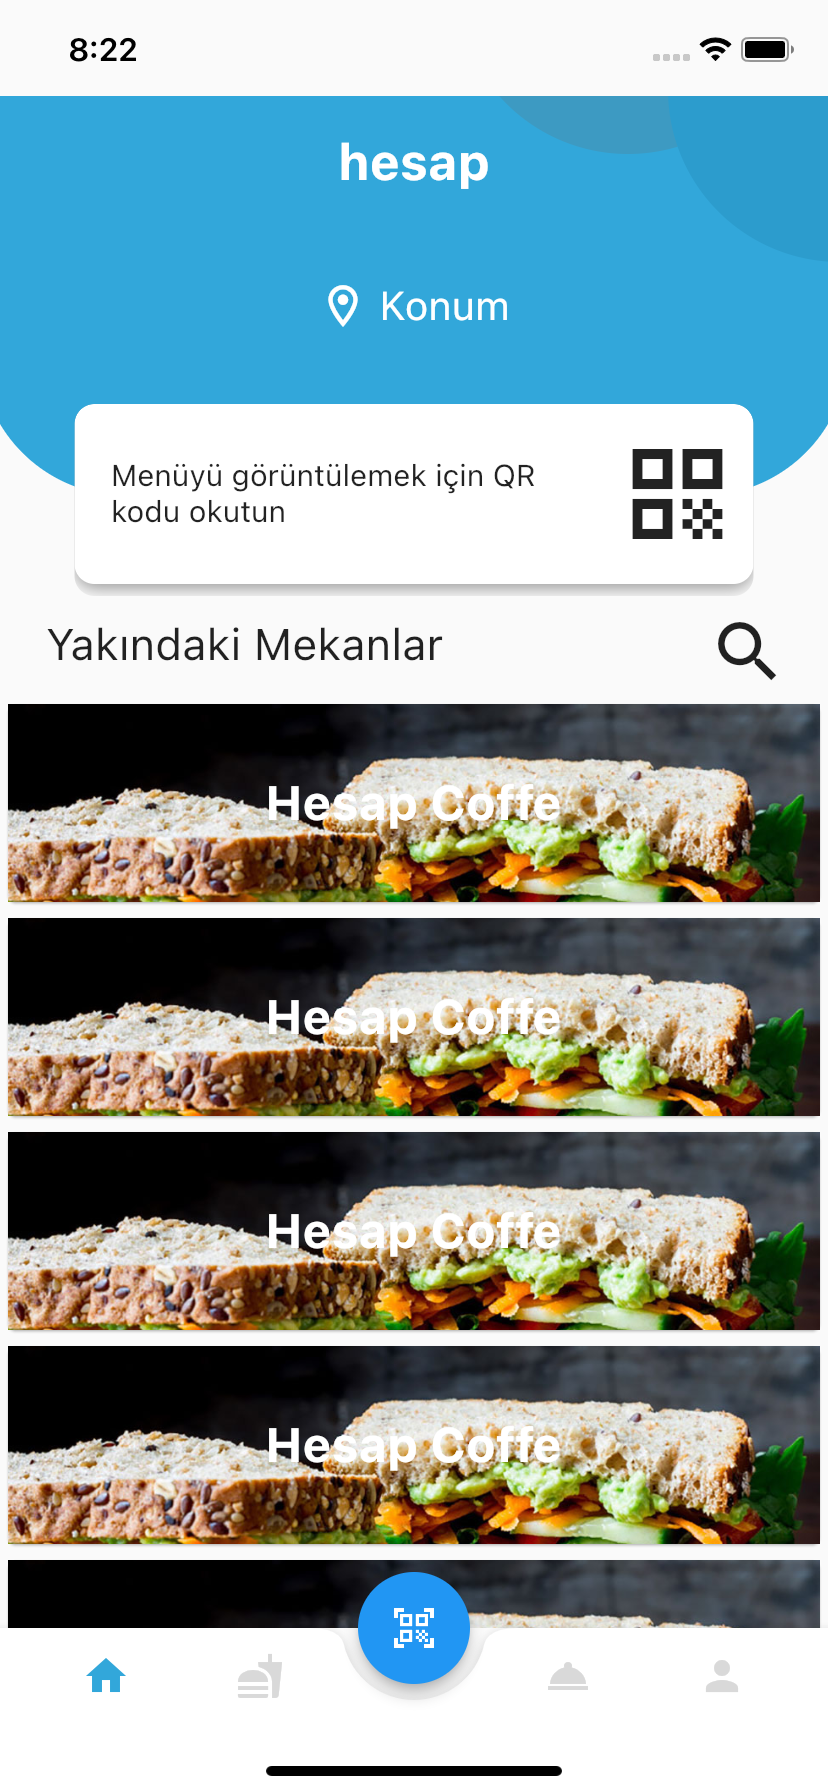 8:22
hesap
Konum
Menüyü görüntülemek için QR
kodu okutun
Yakındaki Mekanlar
Hesap Coffe
Hesap Coffe
Hesap Coffe
Hesap Coffe